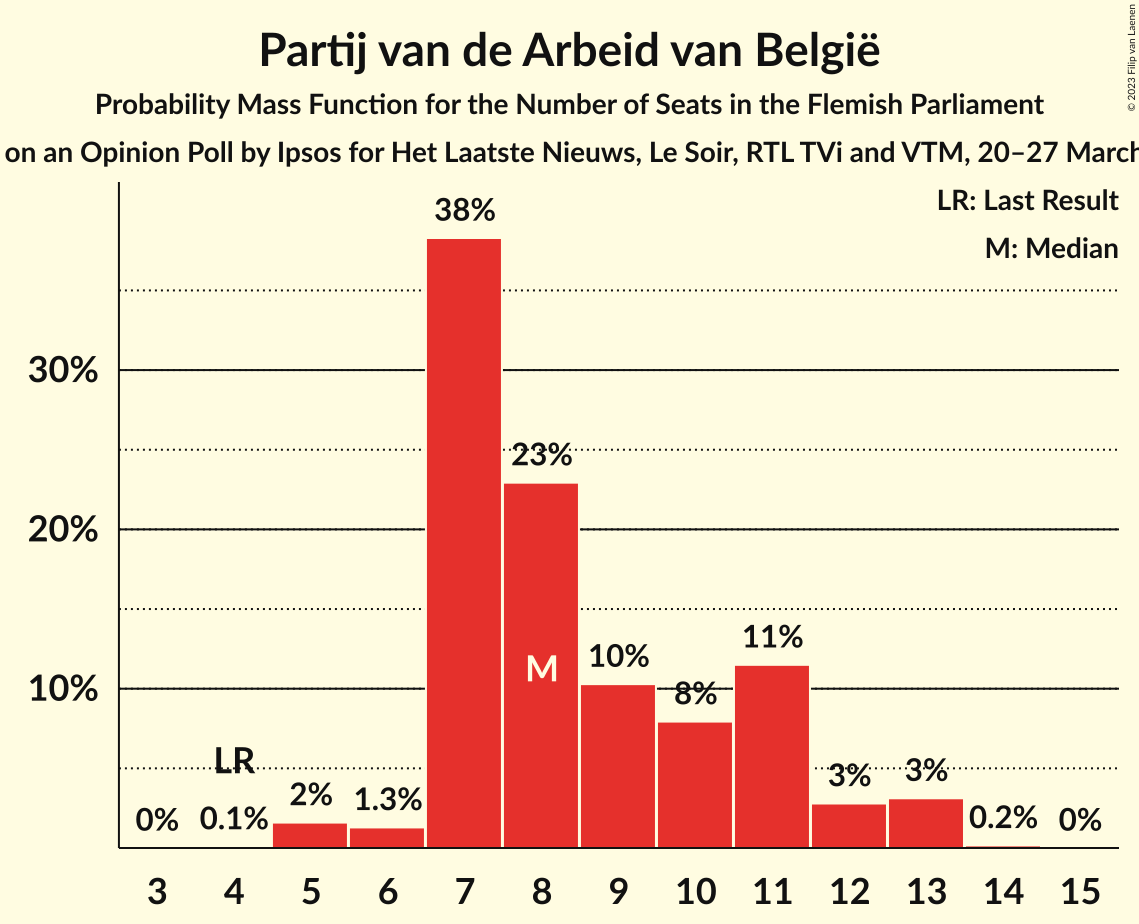 Partij van de Arbeid van België
Probability Mass Function for the Number of Seats in the Flemish Parliament
on an Opinion Poll by Ipsos for Het Laatste Nieuws, Le Soir, RTL TVi and VTM, 20–27 March
© 2023 Filip van Laenen
LR: Last Result
M: Median
38%
30%
23%
20%
M
10%
11%
10%
8%
LR
0%
0.1%
2%
1.3%
3%
3%
0.2%
0%
3 4 5 6 7 8 9 10 11 12 13 14 15